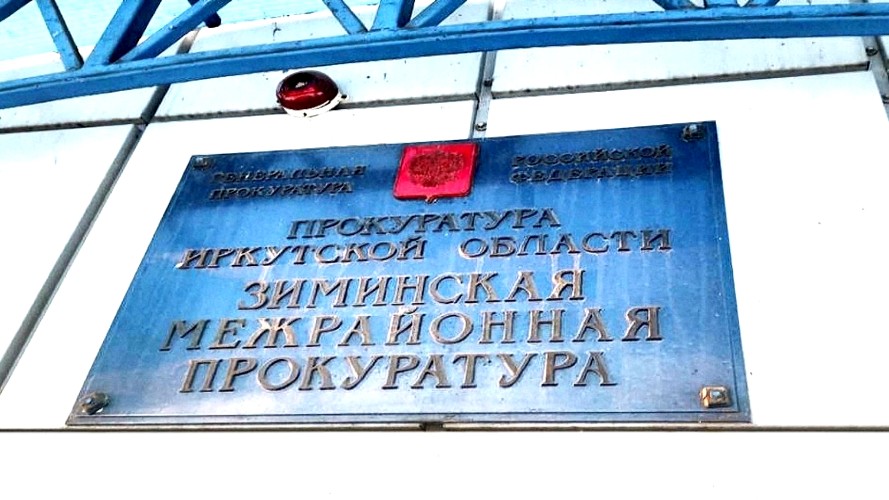 ГЕНЕРАЛЬНАЯ РОССИЙСКОЙ
ПРОКУРАТУРА ФЕДЕРАЦИИ
ПРОКУРАТУРА
ИРКУТСКОЙ ОБЛАСТИ
ЗИМИНСКАЯ
МЕЖРАЙОННАЯ
ПРОКУРАТУРА